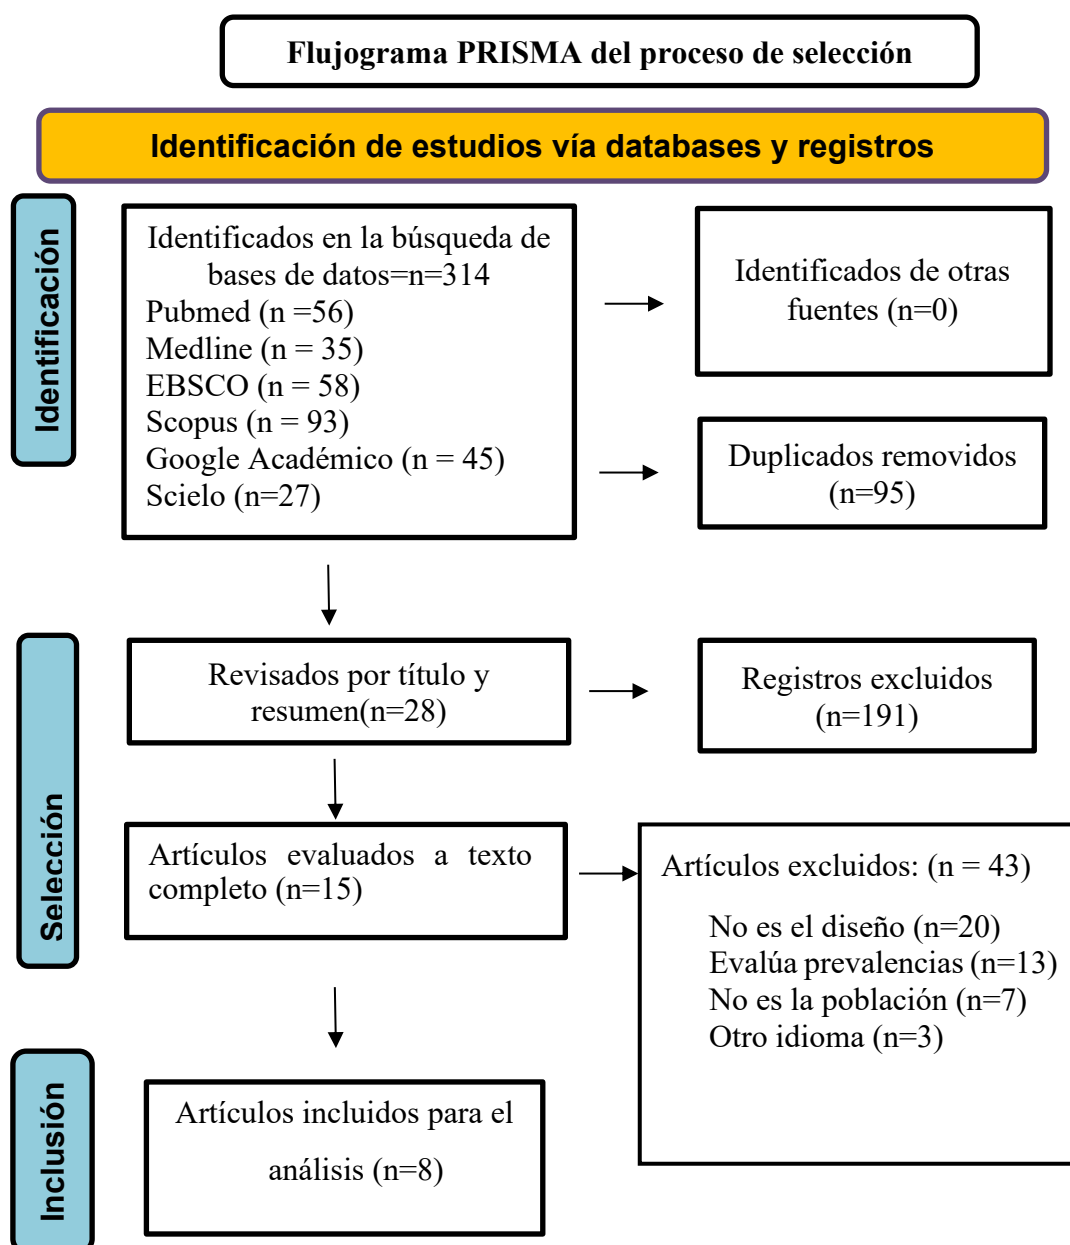 Flujograma PRISMA del proceso de selección
Identificación de estudios vía databases y registros
Identificación
Identificados en la búsqueda de
bases de datos=n=314
Pubmed (n =56)
Medline (n = 35)
EBSCO (n = 58)
Scopus (n = 93)
Google Académico (n = 45)
Scielo (n=27)
Identificados de otras
fuentes (n=0)
Duplicados removidos
(n=95)
Selección
Revisados por título y
resumen(n=28)
Registros excluidos
(n=191)
Artículos evaluados a texto
completo (n=15)
Artículos excluidos: (n = 43)
No es el diseño (n=20)
Evalúa prevalencias (n=13)
No es la población (n=7)
Otro idioma (n=3)
Inclusión
Artículos incluidos para el
análisis (n=8)